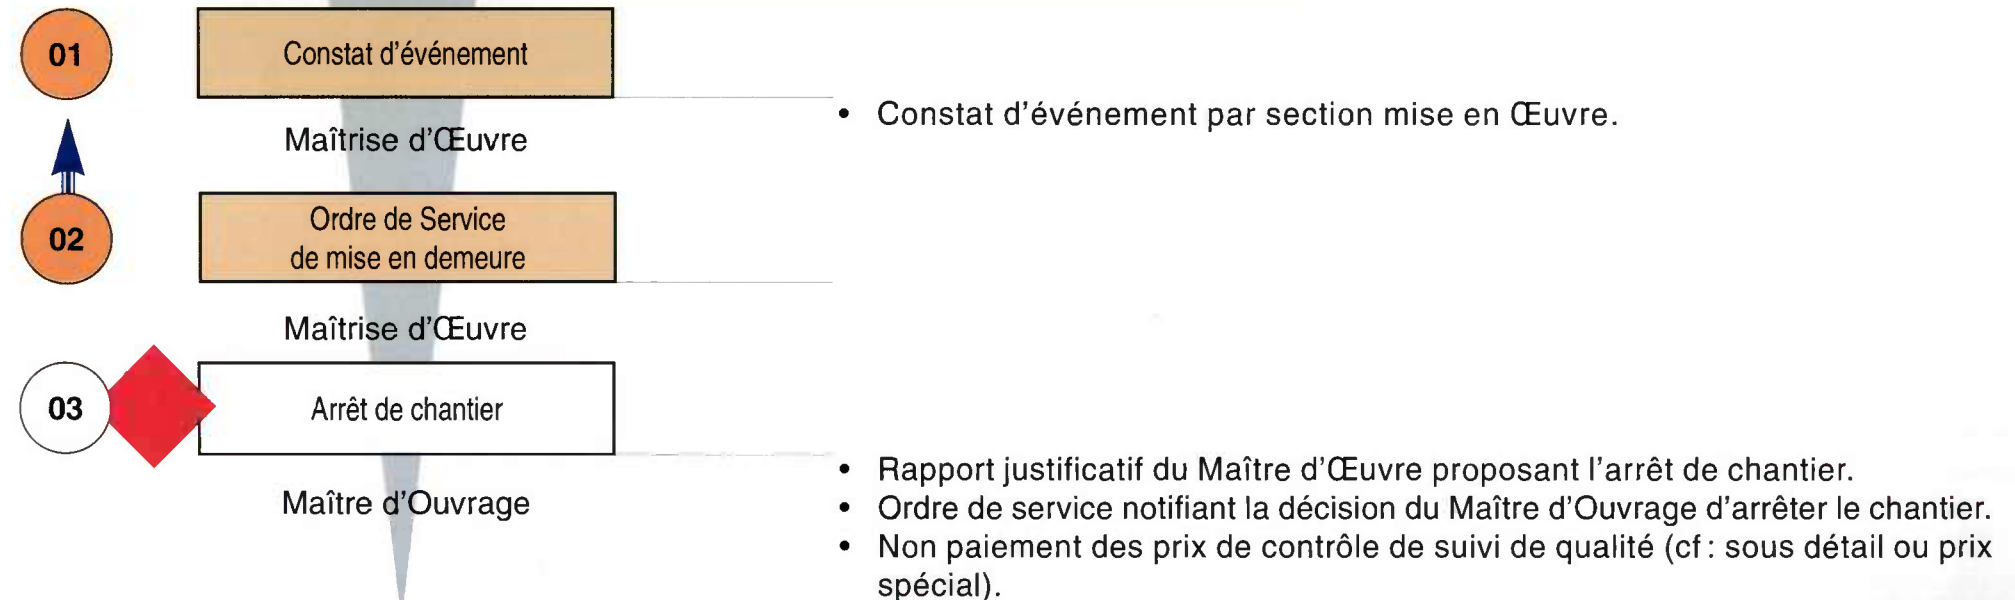 01
Constat d'événement
• Constat d'événement par section mise en Œuvre.
Maîtrise d'Œuvre
02
Ordre de Service
de mise en demeure
Maîtrise d'Œuvre
03
Arrêt de chantier
Maître d'Ouvrage
• Rapport justificatif du Maître d'Œuvre proposant l'arrêt de chantier.
• Ordre de service notifiant la décision du Maître d'Ouvrage d'arrêter le chantier.
• Non paiement des prix de contrôle de suivi de qualité (cf : sous détail ou prix
spécial).